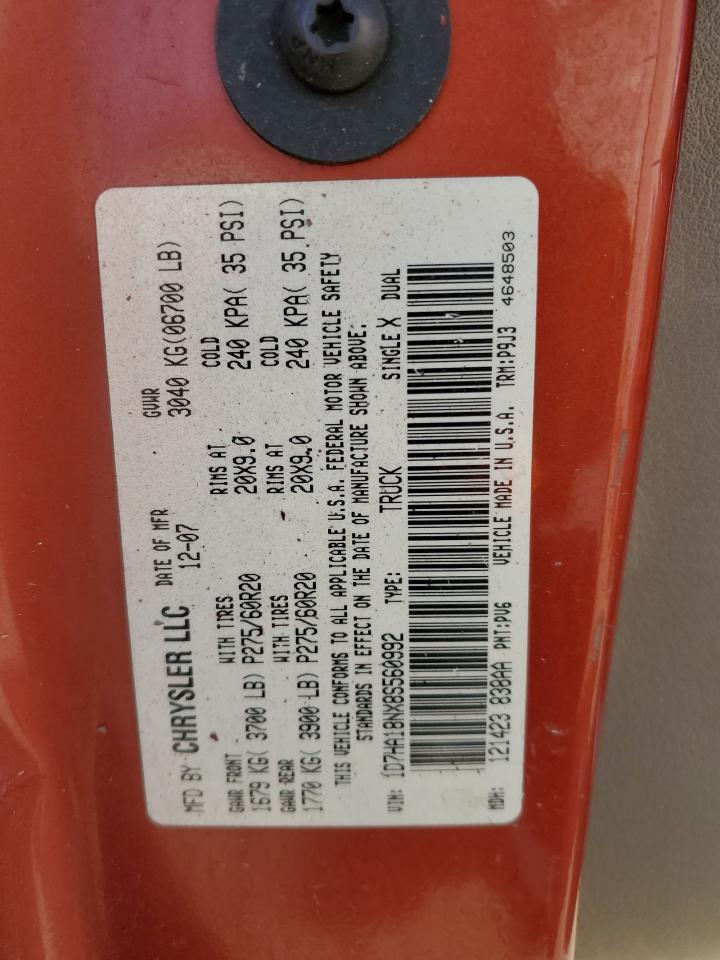 MFD BY CHRYSLER LLC DATE OF MFR GVWR
12-07 3040 KG(06700 LB)
GAWR FRONT WITH TIRES RIMS AT COLD
1679 KG( 3700 LB) P275/60R20 20X9.0 240 KPA( 35 PSI)
GAWR REAR WITH TIRES RIMS AT COLD
1770 KG( 3900 LB) P275/60R20 20X9.0 240 KPA( 35 PSI)
THIS VEHICLE CONFORMS TO ALL APPLICABLE U.S.A. FEDERAL MOTOR VEHICLE SAFETY
STANDARDS IN EFFECT ON THE DATE OF MANUFACTURE SHOWN ABOVE.
VIN: 1D7HA18NX8S560992 TYPE: TRUCK SINGLE X DUAL
MDH: 121423 838AA PNT:PV6 VEHICLE MADE IN U.S.A. TRM:P9J3 4648503